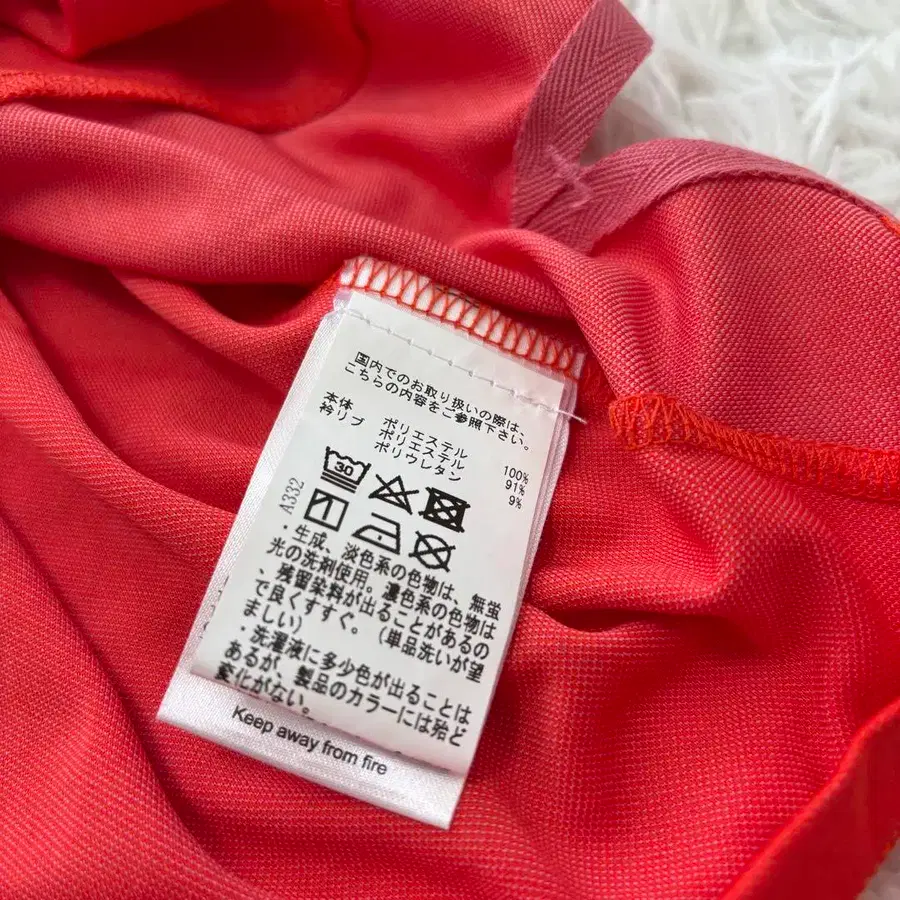 国内でのお取り扱いの際は、
こちらの内容をご参照下さい。
本体 ポリエステル 100%
衿リブ ポリエステル 91%
ポリウレタン 9%
30
A332
・生成、淡色系の色物は、無蛍
光の洗剤使用。濃色系の色物は
、残留染料が出ることがあるの
で良くすすぐ。（単品洗いが望
ましい）
・洗濯液に多少色が出ることは
あるが、製品のカラーには殆ど
変化がない。
Keep away from fire